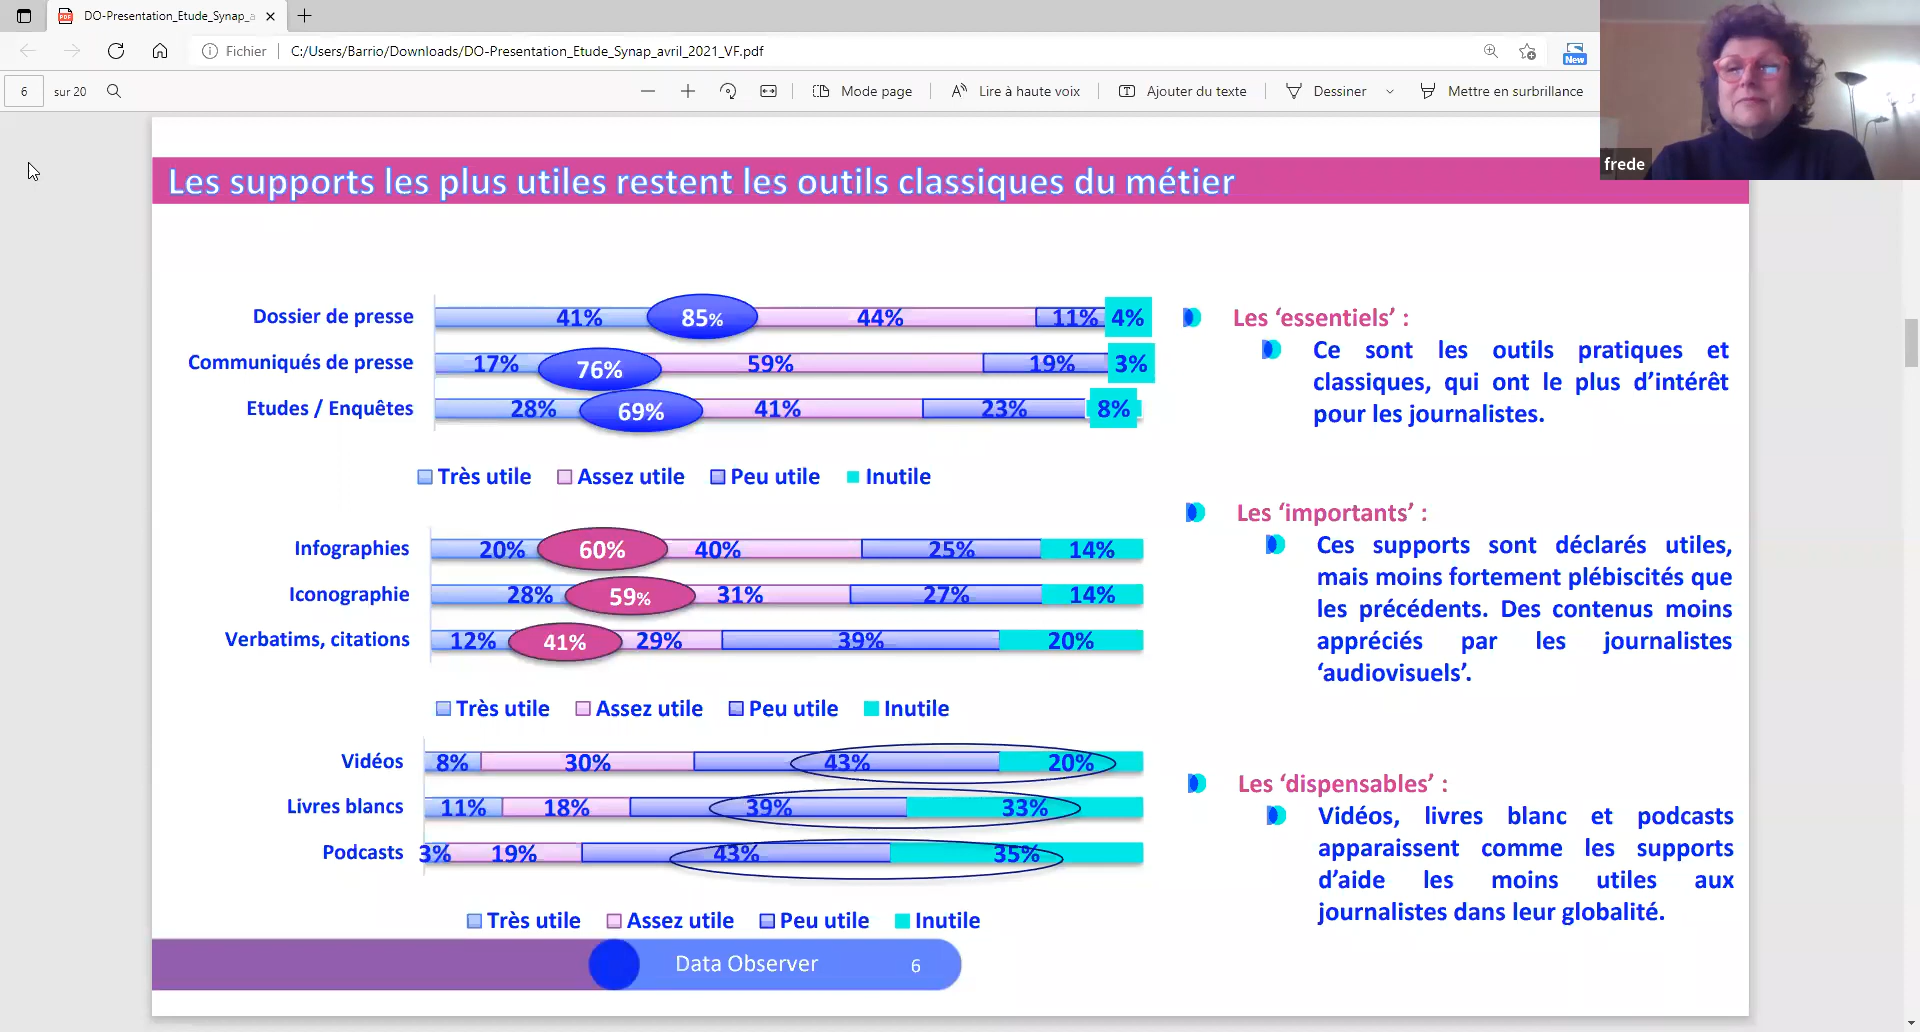 DO-Presentation_Etude_Synap_a
Fichier
C:/Users/Barrio/Downloads/DO-Presentation_Etude_Synap_avril_2021_VF.pdf
New
6 sur 20
Mode page
Lire à haute voix
Ajouter du texte
Dessiner
Mettre en surbrillance
frede
Les supports les plus utiles restent les outils classiques du métier
Dossier de presse 41% 85% 44% 11% 4%
Communiqués de presse 17% 76% 59% 19% 3%
Etudes / Enquêtes 28% 69% 41% 23% 8%
Très utile Assez utile Peu utile Inutile
Les ‘essentiels’ :
Ce sont les outils pratiques et
classiques, qui ont le plus d’intérêt
pour les journalistes.
Infographies 20% 60% 40% 25% 14%
Iconographie 28% 59% 31% 27% 14%
Verbatims, citations 12% 41% 29% 39% 20%
Très utile Assez utile Peu utile Inutile
Les ‘importants’ :
Ces supports sont déclarés utiles,
mais moins fortement plébiscités que
les précédents. Des contenus moins
appréciés par les journalistes
‘audiovisuels’.
Vidéos 8% 30% 43% 20%
Livres blancs 11% 18% 39% 33%
Podcasts 3% 19% 43% 35%
Très utile Assez utile Peu utile Inutile
Les ‘dispensables’ :
Vidéos, livres blanc et podcasts
apparaissent comme les supports
d’aide les moins utiles aux
journalistes dans leur globalité.
Data Observer 6